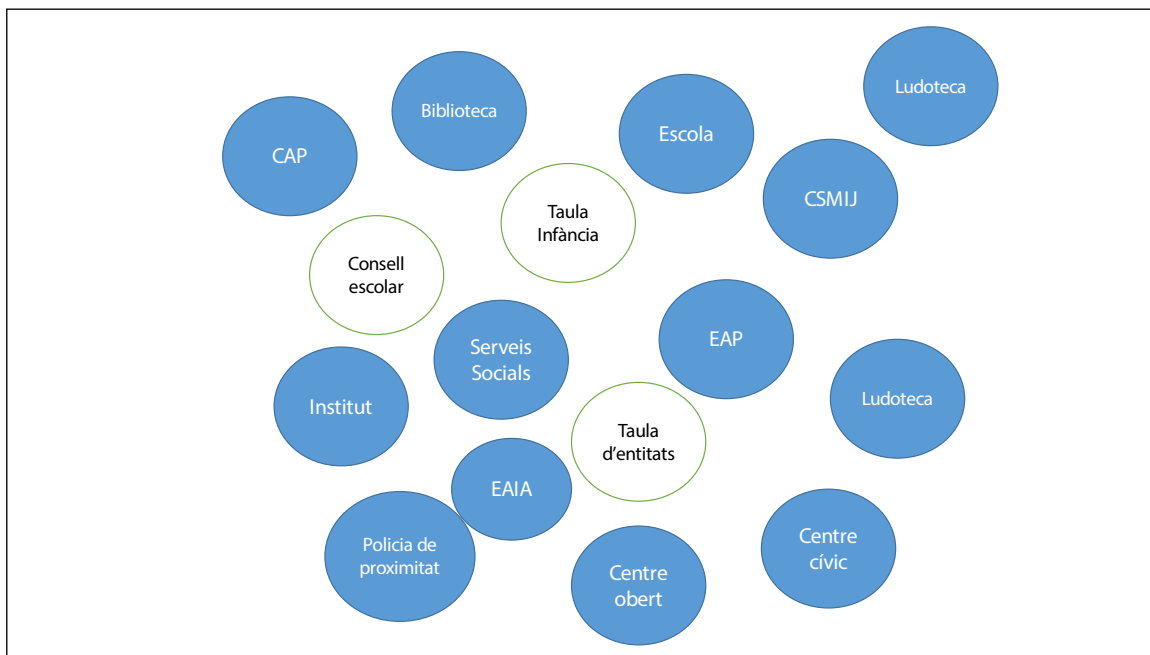 Ludoteca
Biblioteca
Escola
CAP
CSMIJ
Taula
Infància
Consell
escolar
Serveis
Socials
EAP
Institut
Ludoteca
Taula
d'entitats
EAIA
Policia de
proximitat
Centre
cívic
Centre
obert